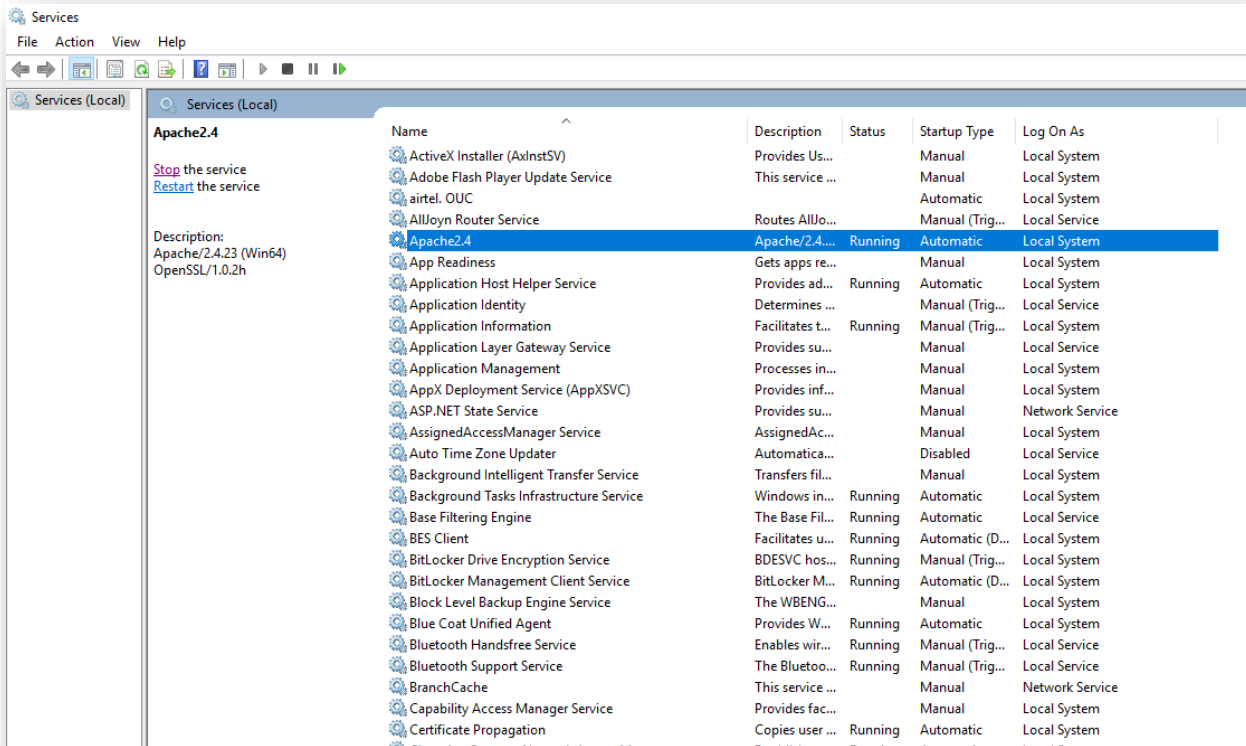 Services
File Action View Help
Services (Local)
Services (Local)
Apache2.4
Stop the service
Restart the service
Description:
Apache/2.4.23 (Win64)
OpenSSL/1.0.2h
Name Description Status Startup Type Log On As
ActiveX Installer (AxInstSV) Provides Us... Manual Local System
Adobe Flash Player Update Service This service ... Manual Local System
airtel. OUC Automatic Local System
AllJoyn Router Service Routes AllJo... Manual (Trig... Local Service
Apache2.4 Apache/2.4.... Running Automatic Local System
App Readiness Gets apps re... Manual Local System
Application Host Helper Service Provides ad... Running Automatic Local System
Application Identity Determines ... Manual (Trig... Local Service
Application Information Facilitates t... Running Manual (Trig... Local System
Application Layer Gateway Service Provides su... Manual Local Service
Application Management Processes in... Manual Local System
AppX Deployment Service (AppXSVC) Provides inf... Manual Local System
ASP.NET State Service Provides su... Manual Network Service
AssignedAccessManager Service AssignedAc... Manual Local System
Auto Time Zone Updater Automatica... Disabled Local Service
Background Intelligent Transfer Service Transfers fil... Manual Local System
Background Tasks Infrastructure Service Windows in... Running Automatic Local System
Base Filtering Engine The Base Fil... Running Automatic Local Service
BES Client Facilitates u... Running Automatic (D... Local System
BitLocker Drive Encryption Service BDESVC hos... Running Manual (Trig... Local System
BitLocker Management Client Service BitLocker M... Running Automatic (D... Local System
Block Level Backup Engine Service The WBENG... Manual Local System
Blue Coat Unified Agent Provides W... Running Automatic Local System
Bluetooth Handsfree Service Enables wir... Running Manual (Trig... Local Service
Bluetooth Support Service The Bluetoo... Running Manual (Trig... Local Service
BranchCache This service ... Manual Network Service
Capability Access Manager Service Provides fac... Manual Local System
Certificate Propagation Copies user ... Running Automatic Local System